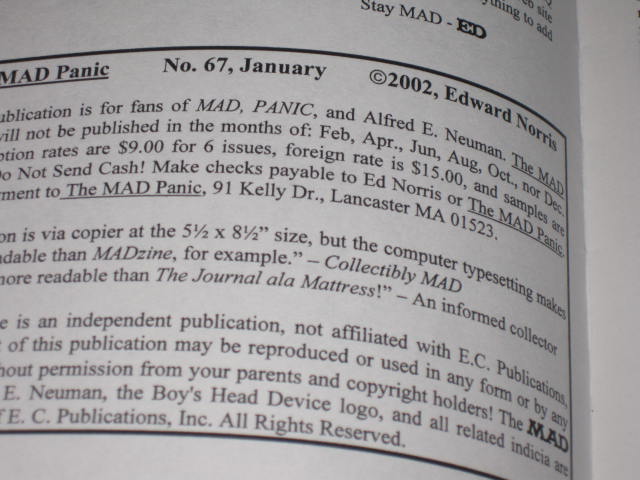 Q
web site
anything to add
Stay MAD - ED
MAD Panic No. 67, January ©2002, Edward Norris
ublication is for fans of MAD, PANIC, and Alfred E. Neuman. The MAD
vill not be published in the months of: Feb, Apr., Jun, Aug, Oct., nor Dec.
ption rates are $9.00 for 6 issues, foreign rate is $15.00, and samples are
Do Not Send Cash! Make checks payable to Ed Norris or The MAD Panic,
ment to The MAD Panic, 91 Kelly Dr., Lancaster MA 01523.
on is via copier at the 5½ x 8½” size, but the computer typesetting makes
adable than MADzine, for example.” – Collectibly MAD
more readable than The Journal ala Mattress!” – An informed collector
e is an independent publication, not affiliated with E.C. Publications,
t of this publication may be reproduced or used in any form or by any
hout permission from your parents and copyright holders! The MAD
E. Neuman, the Boy's Head Device logo, and all related indicia are
f E. C. Publications, Inc. All Rights Reserved.